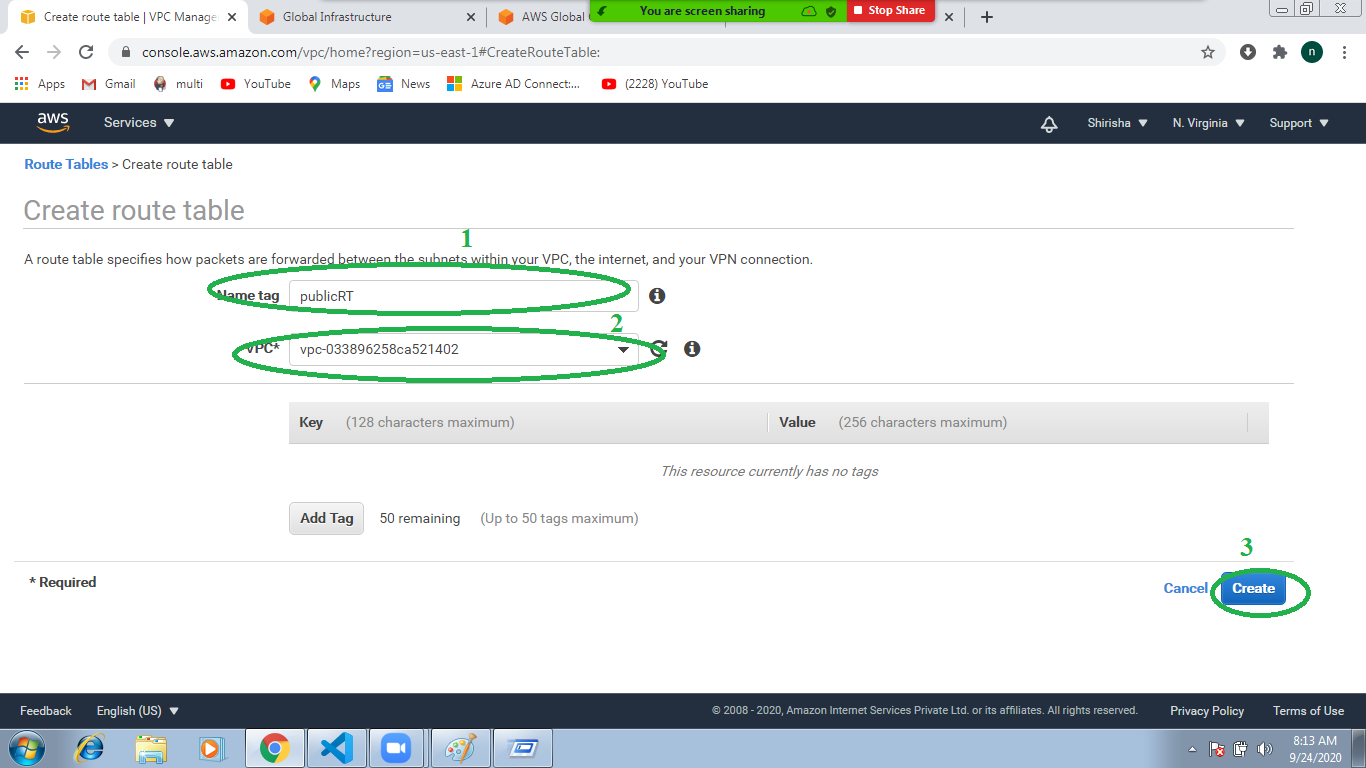 Create route table | VPC Manage
Global Infrastructure
AWS Global
You are screen sharing
Stop Share
console.aws.amazon.com/vpc/home?region=us-east-1#CreateRouteTable:
n
Apps
Gmail
multi
YouTube
Maps
News
Azure AD Connect:...
(2228) YouTube
aws
Services
Shirisha
N. Virginia
Support
Route Tables > Create route table
Create route table
1
A route table specifies how packets are forwarded between the subnets within your VPC, the internet, and your VPN connection.
Name tag
publicRT
2
VPC*
vpc-033896258ca521402
Key (128 characters maximum)
Value (256 characters maximum)
This resource currently has no tags
Add Tag
50 remaining
(Up to 50 tags maximum)
3
* Required
Cancel
Create
Feedback
English (US)
© 2008 - 2020, Amazon Internet Services Private Ltd. or its affiliates. All rights reserved.
Privacy Policy
Terms of Use
8:13 AM
9/24/2020